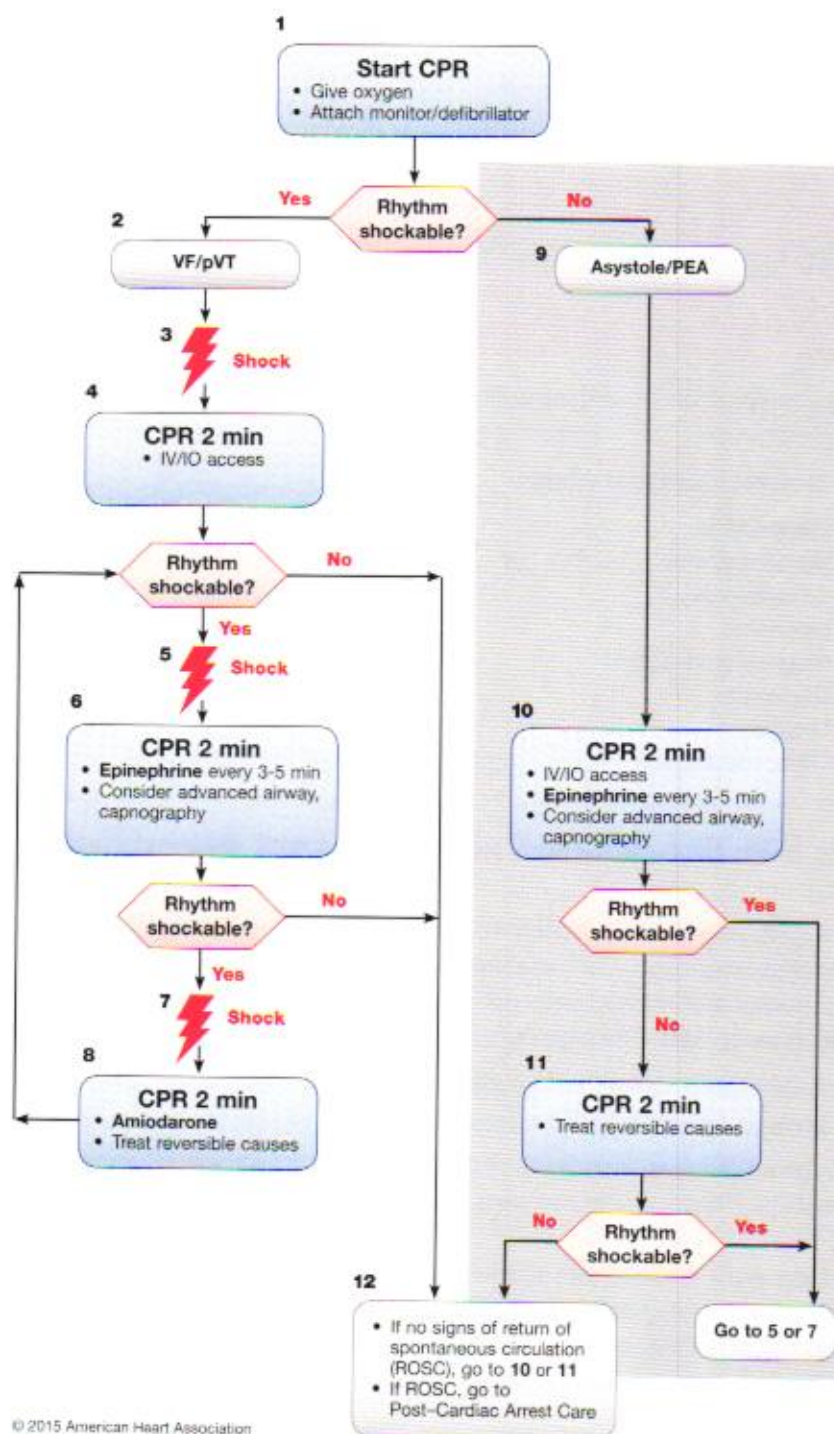 1
Start CPR
• Give oxygen
• Attach monitor/defibrillator
Rhythm
shockable?
Yes
No
2
VF/pVT
9
Asystole/PEA
3
Shock
4
CPR 2 min
• IV/IO access
Rhythm
shockable?
No
Yes
5
Shock
6
CPR 2 min
• Epinephrine every 3-5 min
• Consider advanced airway,
capnography
10
CPR 2 min
• IV/IO access
• Epinephrine every 3-5 min
• Consider advanced airway,
capnography
Rhythm
shockable?
No
Yes
Rhythm
shockable?
Yes
No
7
Shock
8
CPR 2 min
• Amiodarone
• Treat reversible causes
11
CPR 2 min
• Treat reversible causes
Rhythm
shockable?
No
Yes
12
• If no signs of return of
spontaneous circulation
(ROSC), go to 10 or 11
• If ROSC, go to
Post–Cardiac Arrest Care
Go to 5 or 7
© 2015 American Heart Association